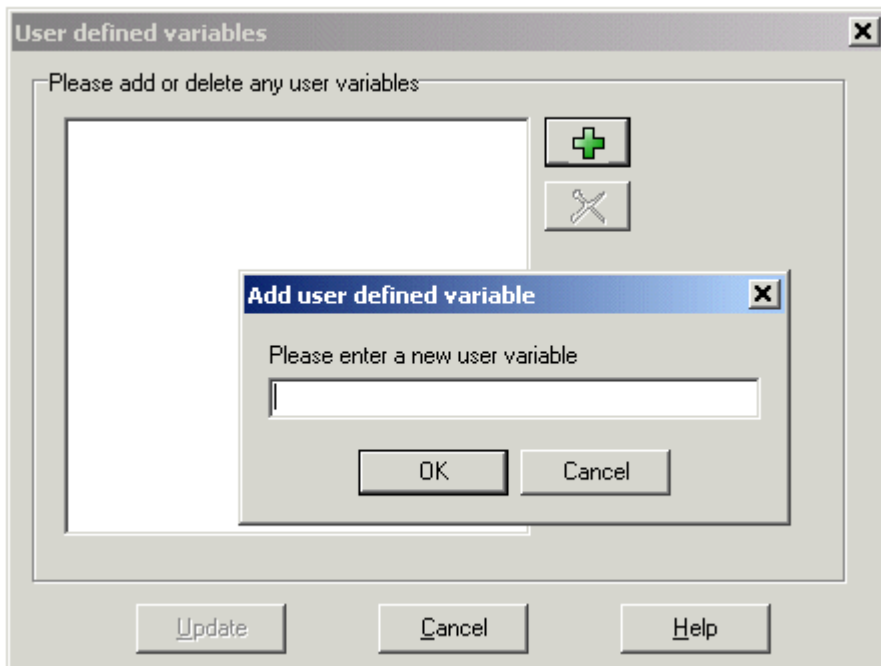 User defined variables
Please add or delete any user variables
Add user defined variable
Please enter a new user variable
OK Cancel
Update Cancel Help